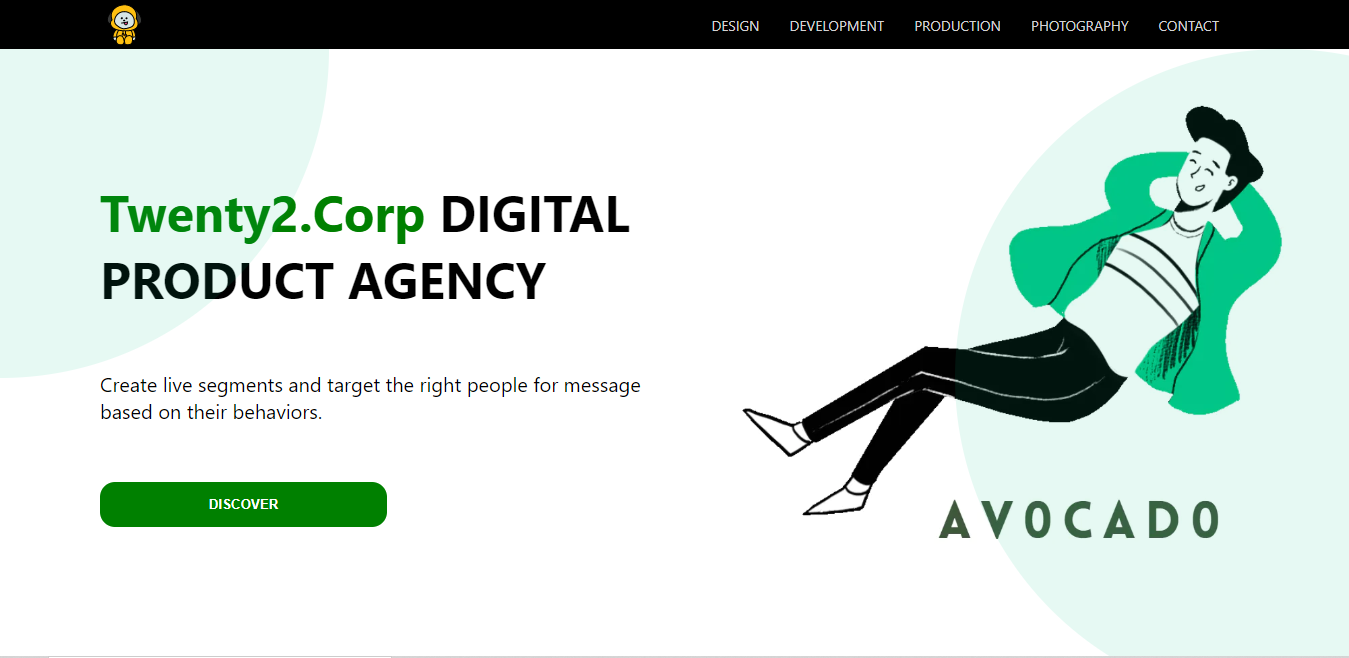 DESIGN DEVELOPMENT PRODUCTION PHOTOGRAPHY CONTACT
Twenty2.Corp DIGITAL
PRODUCT AGENCY
Create live segments and target the right people for message
based on their behaviors.
DISCOVER
AV0CAD0